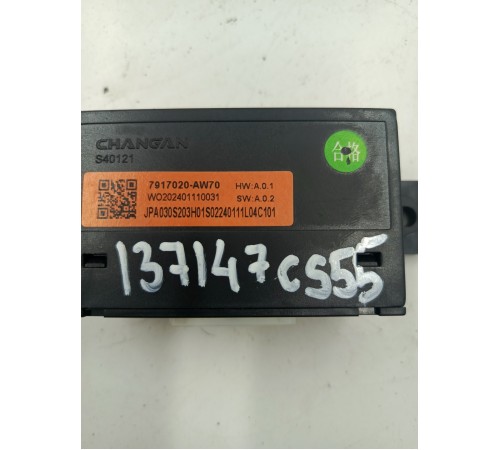 CHANGAN
S40121
合格
7917020-AW70 HW:A.0.1
WO202401110031 SW:A.0.2
JPA030S203H01S02240111L04C101
137147CS55